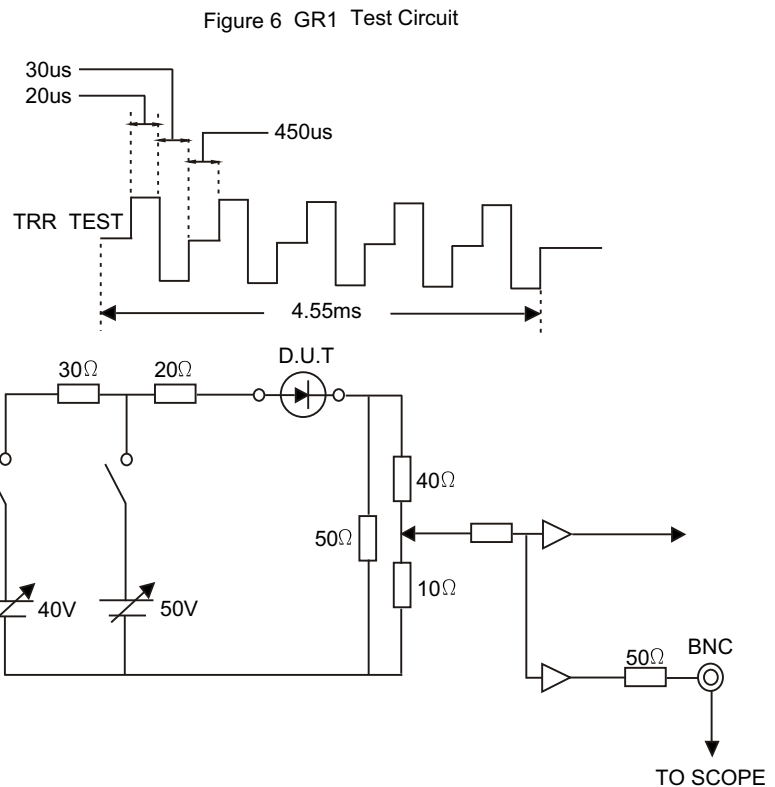 Figure 6 GR1 Test Circuit
30us
20us
450us
TRR TEST
4.55ms
30Ω
20Ω
D.U.T
40Ω
50Ω
10Ω
40V
50V
50Ω
BNC
TO SCOPE